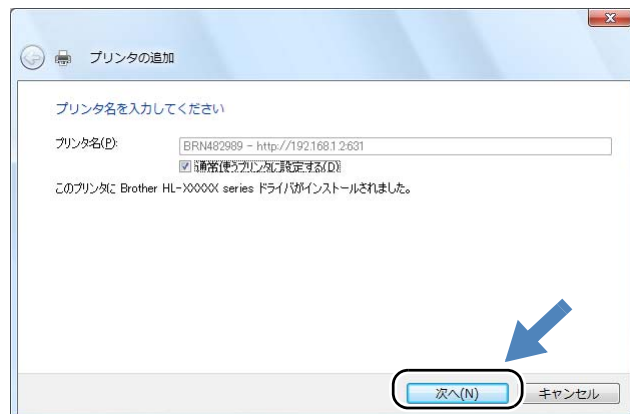 プリンタの追加
プリンタ名を入力してください
プリンタ名(P):
BRN482989 - http://192.168.1.2:631
通常使うプリンタに設定する(D)
このプリンタに Brother HL-XXXXX series ドライバがインストールされました。
次へ(N)
キャンセル